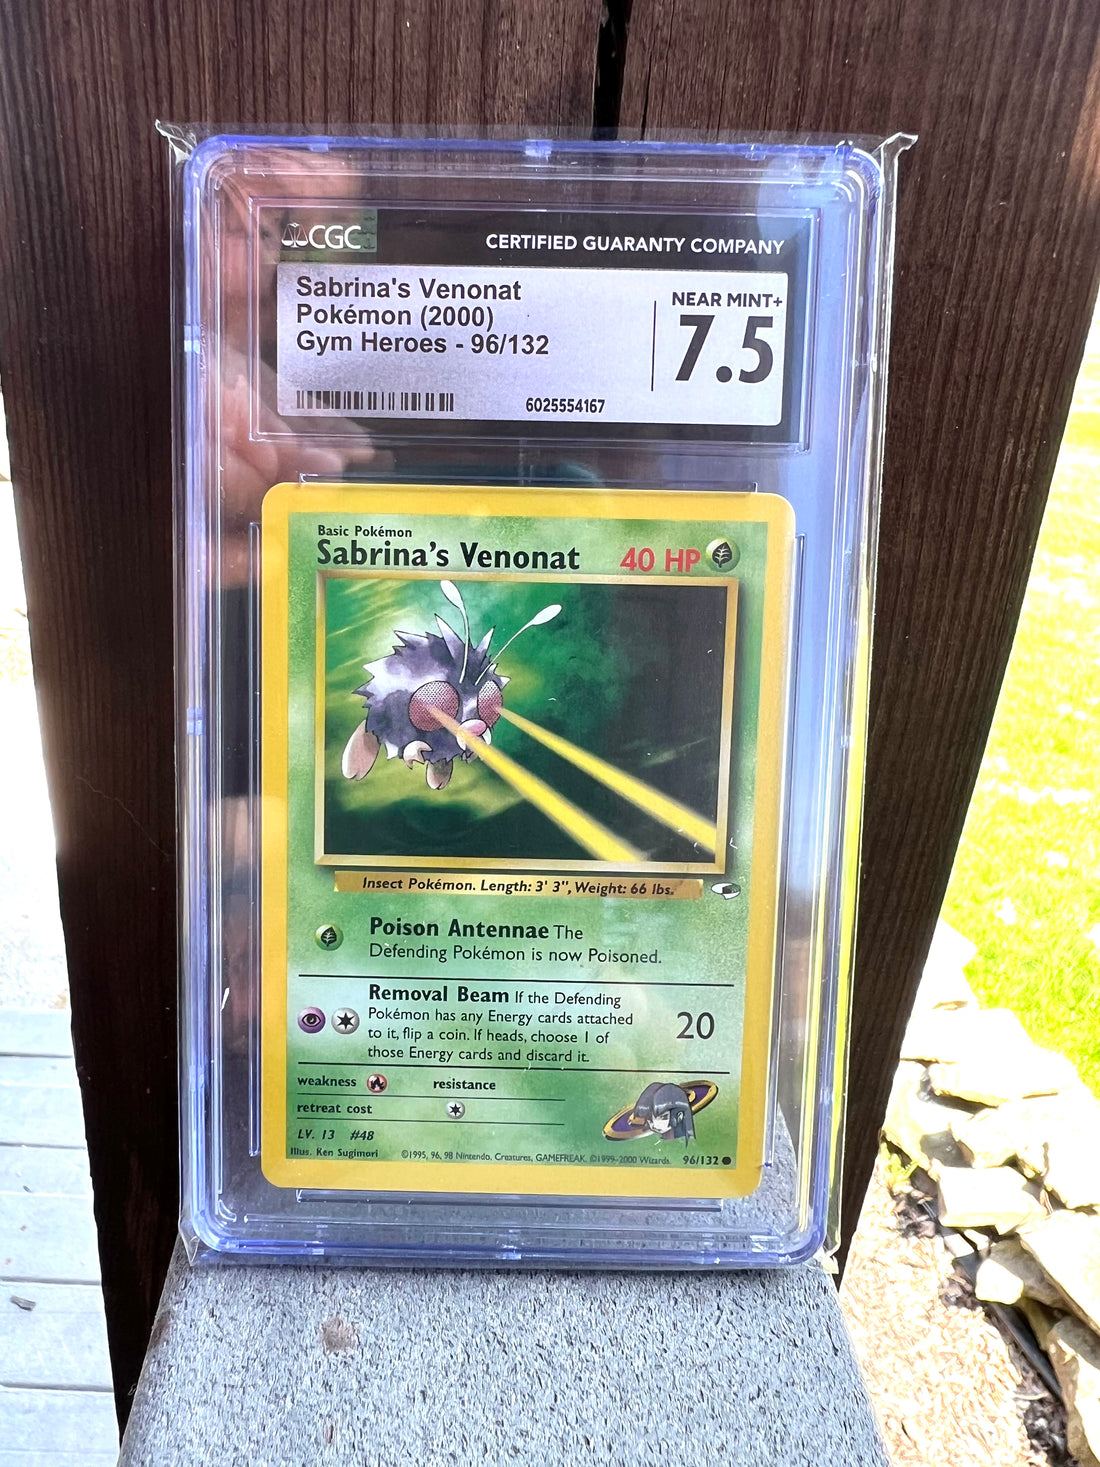 CGC
CERTIFIED GUARANTY COMPANY
Sabrina's Venonat
Pokémon (2000)
Gym Heroes - 96/132
NEAR MINT+
7.5
6025554167
Basic Pokémon
Sabrina's Venonat 40 HP
Insect Pokémon. Length: 3' 3", Weight: 66 lbs.
Poison Antennae The
Defending Pokémon is now Poisoned.
Removal Beam If the Defending
Pokémon has any Energy cards attached
to it, flip a coin. If heads, choose 1 of
those Energy cards and discard it.
20
weakness resistance
retreat cost
LV. 13 #48
Illus. Ken Sugimori ©1995, 96, 98 Nintendo, Creatures, GAMEFREAK. ©1999-2000 Wizards. 96/132